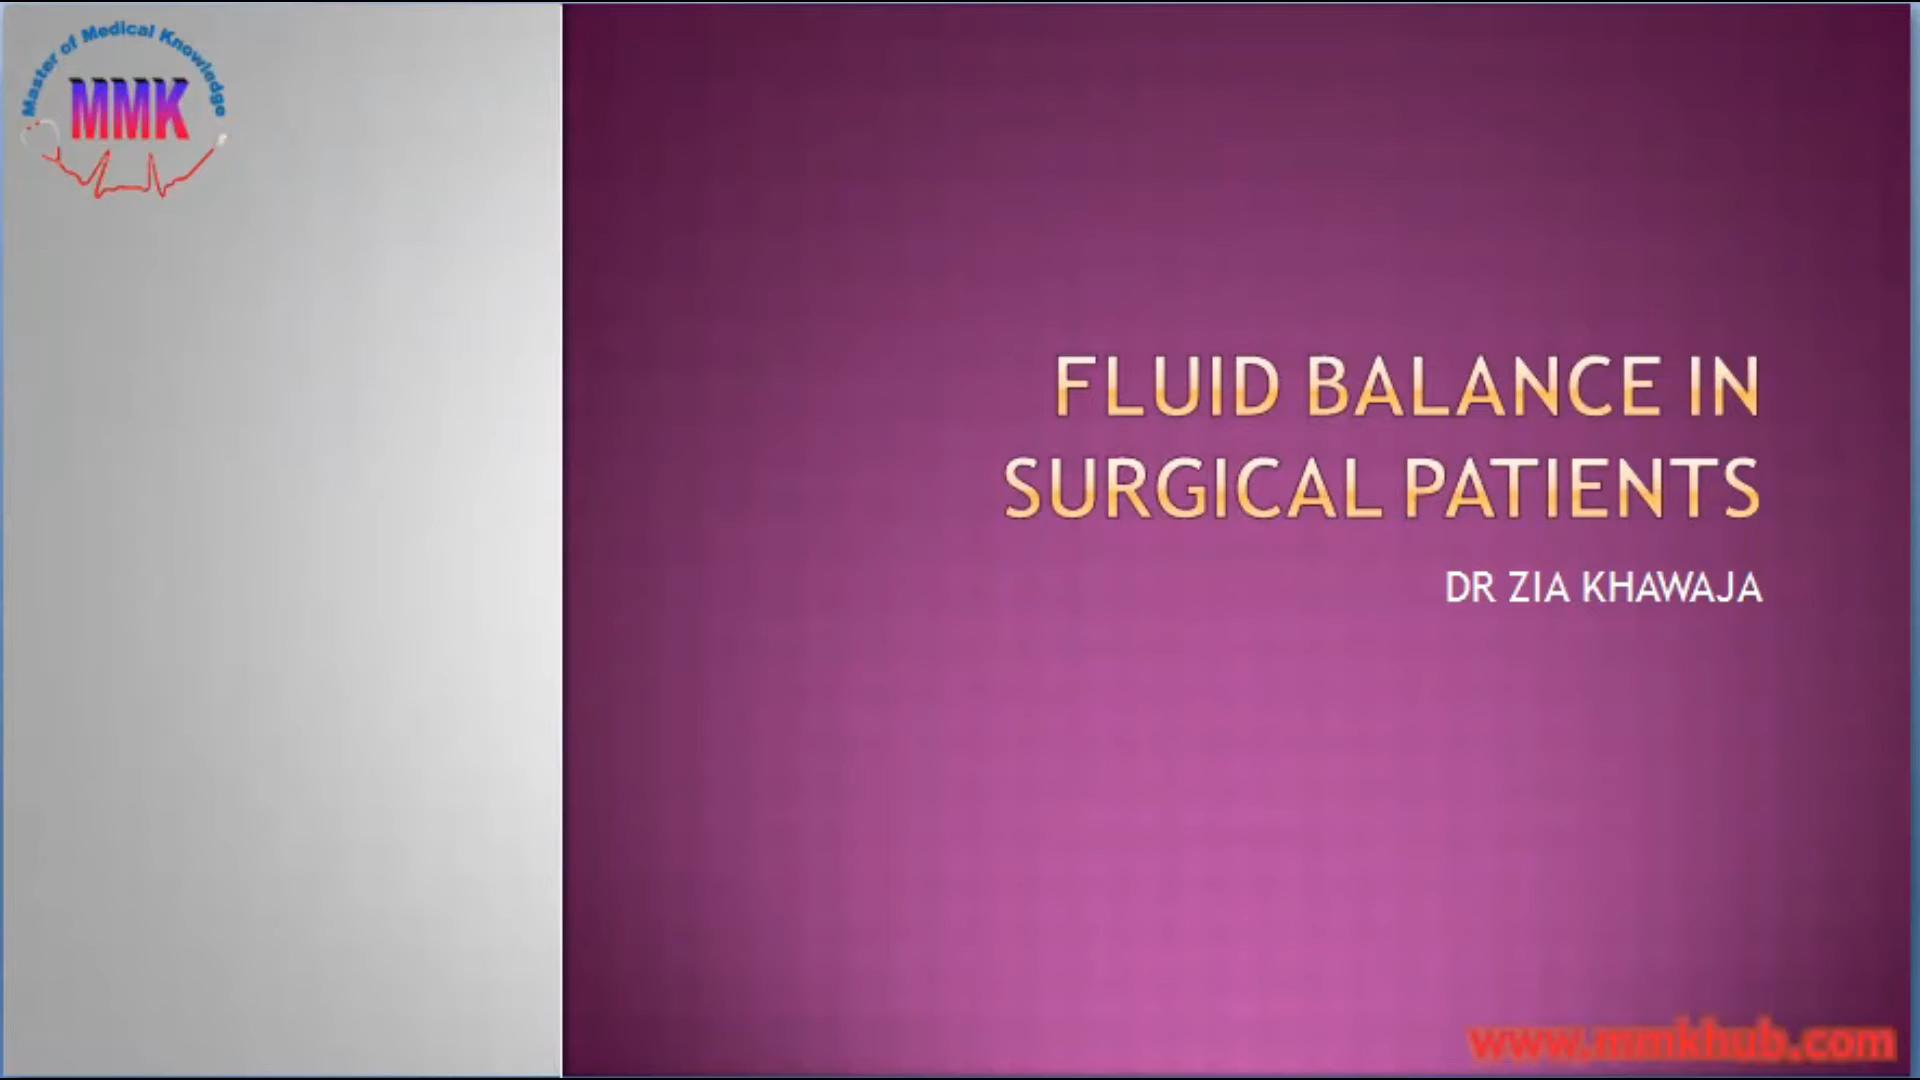 Master of Medical Knowledge
MMK
FLUID BALANCE IN
SURGICAL PATIENTS
DR ZIA KHAWAJA
www.mmkhub.com